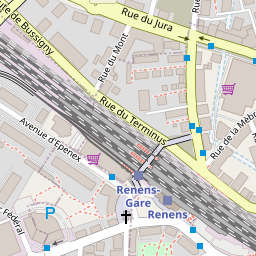 Rue du Jura
te de Bussigny
Rue du Mont
Rue du Terminus
Rue de la Mèbre
Avenue d'Epenex
Renens-
Gare
Renens
Fédéral
P